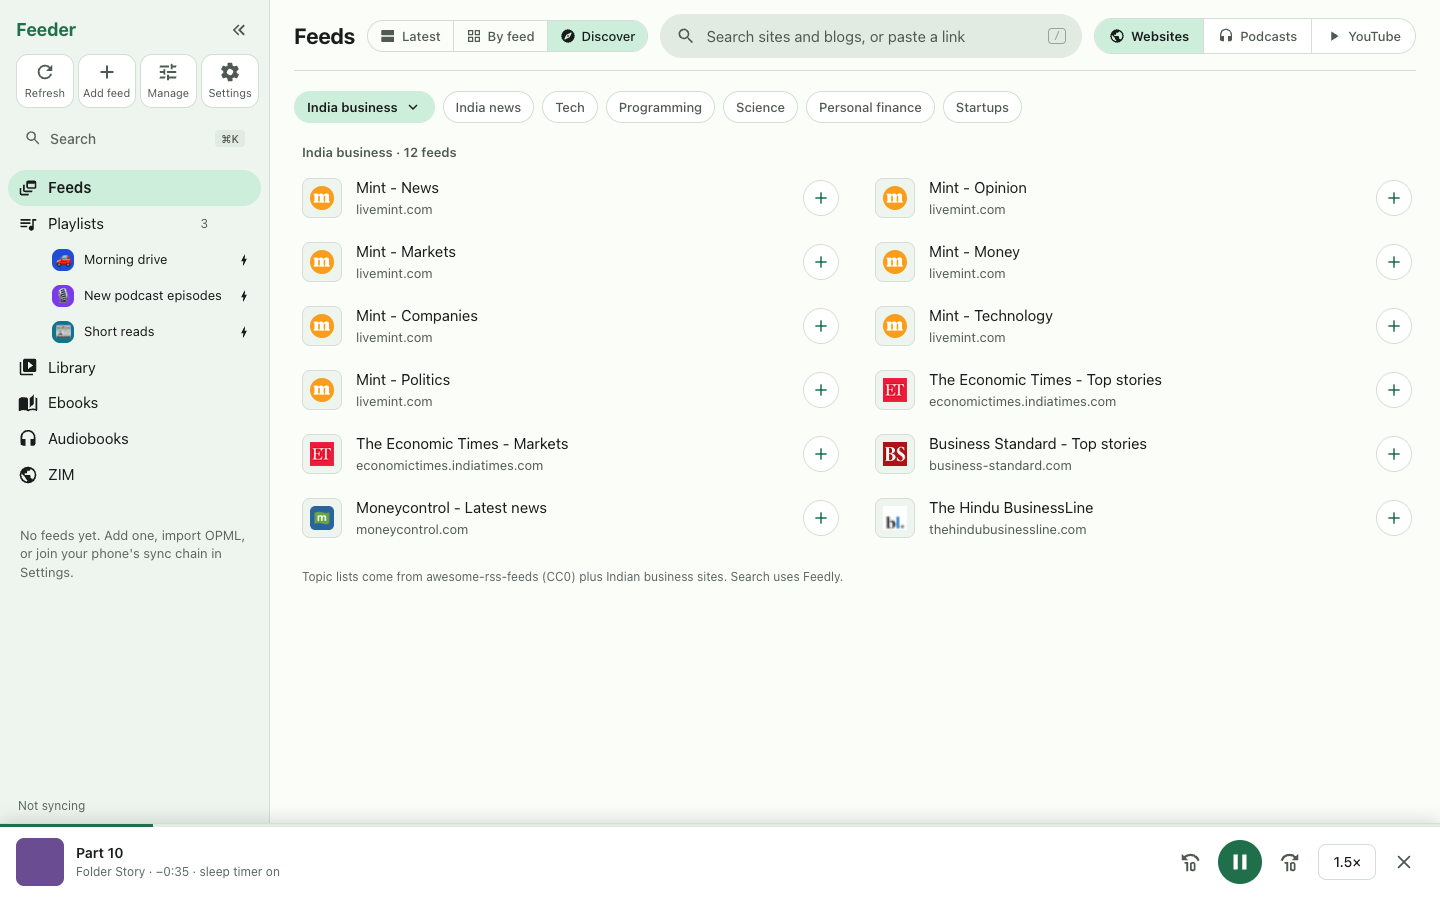 Feeder
Refresh
Add feed
Manage
Settings
Search
⌘K
Feeds
Playlists
3
Morning drive
New podcast episodes
Short reads
Library
Ebooks
Audiobooks
ZIM
No feeds yet. Add one, import OPML,
or join your phone's sync chain in
Settings.
Not syncing
Feeds
Latest
By feed
Discover
Search sites and blogs, or paste a link
/
Websites
Podcasts
YouTube
India business
India news
Tech
Programming
Science
Personal finance
Startups
India business · 12 feeds
m
Mint - News
livemint.com
m
Mint - Opinion
livemint.com
m
Mint - Markets
livemint.com
m
Mint - Money
livemint.com
m
Mint - Companies
livemint.com
m
Mint - Technology
livemint.com
m
Mint - Politics
livemint.com
ET
The Economic Times - Top stories
economictimes.indiatimes.com
ET
The Economic Times - Markets
economictimes.indiatimes.com
BS
Business Standard - Top stories
business-standard.com
m
Moneycontrol - Latest news
moneycontrol.com
bl.
The Hindu BusinessLine
thehindubusinessline.com
Topic lists come from awesome-rss-feeds (CC0) plus Indian business sites. Search uses Feedly.
Part 10
Folder Story · −0:35 · sleep timer on
10
10
1.5×